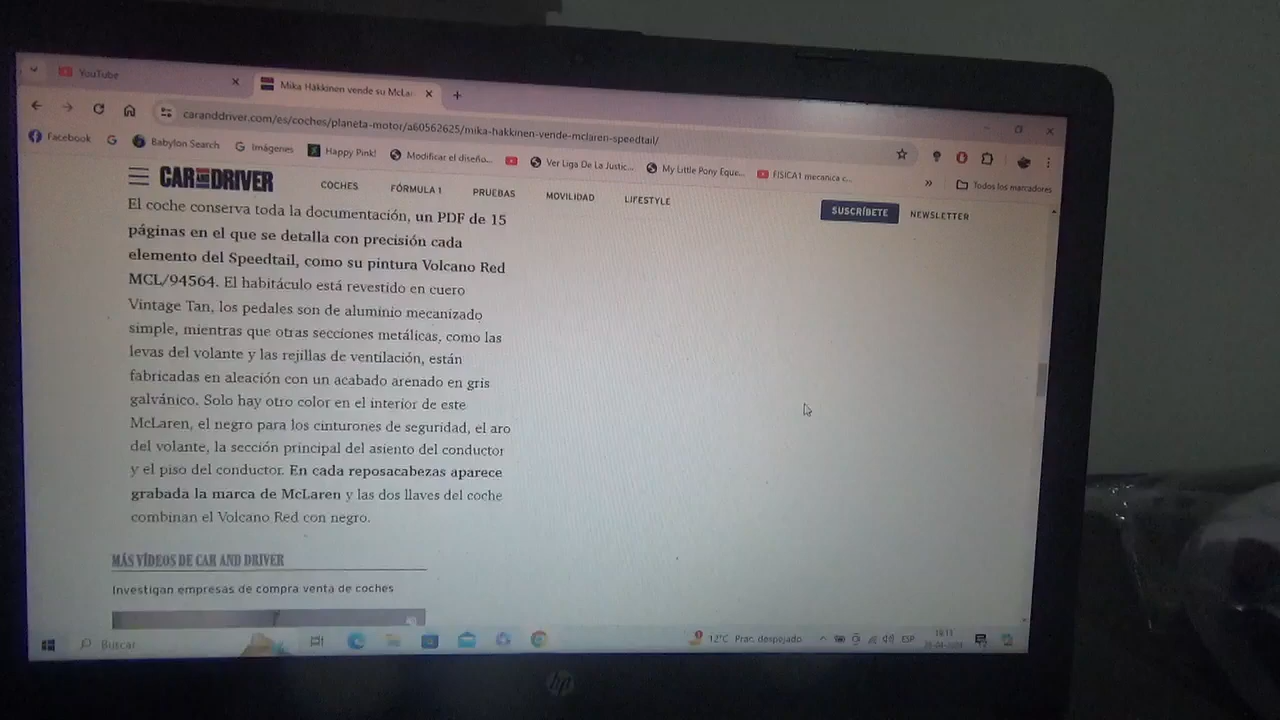 YouTube
Mika Häkkinen vende su McLa
caranddriver.com/es/coches/planeta-motor/a60562625/mika-hakkinen-vende-mclaren-speedtail/
Facebook
Babylon Search
Imágenes
Happy Pink!
Modificar el diseño...
Ver Liga De La Justic...
My Little Pony Eque...
FISICA1 mecanica c...
»
Todos los marcadores
CAR AND DRIVER
COCHES
FÓRMULA 1
PRUEBAS
MOVILIDAD
LIFESTYLE
SUSCRÍBETE
NEWSLETTER
El coche conserva toda la documentación, un PDF de 15
páginas en el que se detalla con precisión cada
elemento del Speedtail, como su pintura Volcano Red
MCL/94564. El habitáculo está revestido en cuero
Vintage Tan, los pedales son de aluminio mecanizado
simple, mientras que otras secciones metálicas, como las
levas del volante y las rejillas de ventilación, están
fabricadas en aleación con un acabado arenado en gris
galvánico. Solo hay otro color en el interior de este
McLaren, el negro para los cinturones de seguridad, el aro
del volante, la sección principal del asiento del conductor
y el piso del conductor. En cada reposacabezas aparece
grabada la marca de McLaren y las dos llaves del coche
combinan el Volcano Red con negro.
MÁS VÍDEOS DE CAR AND DRIVER
Investigan empresas de compra venta de coches
Buscar
12°C Prac. despejado
ESP
hp